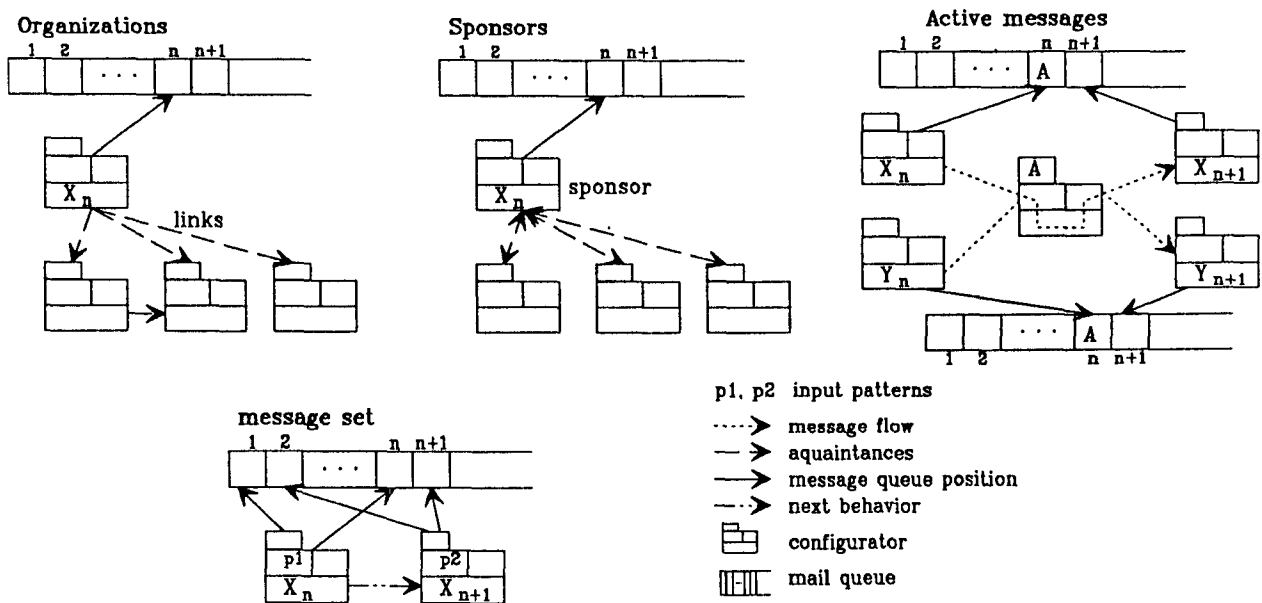 Organizations
1 2 n n+1
. . .
X n
links
Sponsors
1 2 n n+1
. . .
X n
sponsor
Active messages
1 2 n n+1
. . . A
X n
A
X n+1
Y n
Y n+1
. . . A
1 2 n n+1
message set
1 2 n n+1
. . .
p1
X n
p2
X n+1
p1, p2 input patterns
message flow
aquaintances
message queue position
next behavior
configurator
mail queue